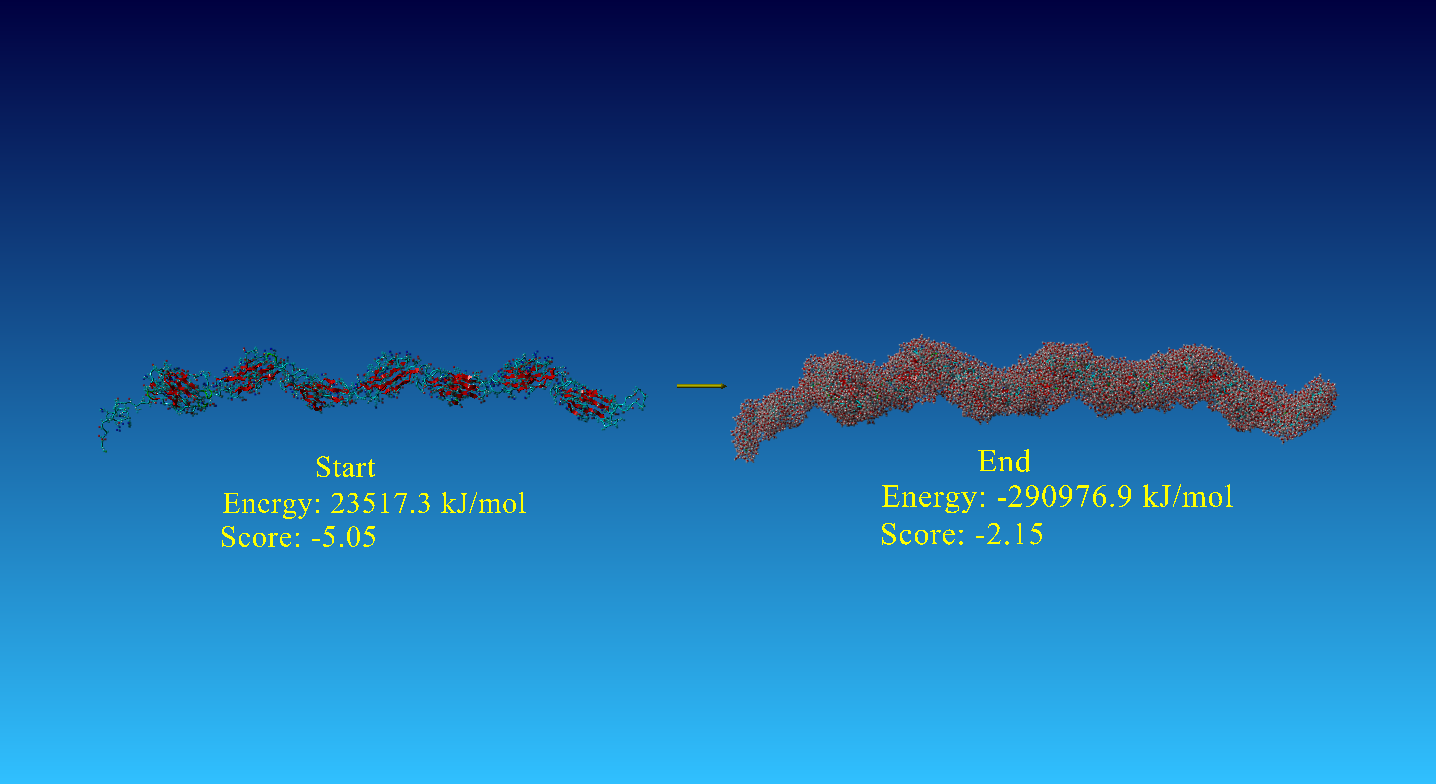 Start
Energy: 23517.3 kJ/mol
Score: -5.05
End
Energy: -290976.9 kJ/mol
Score: -2.15